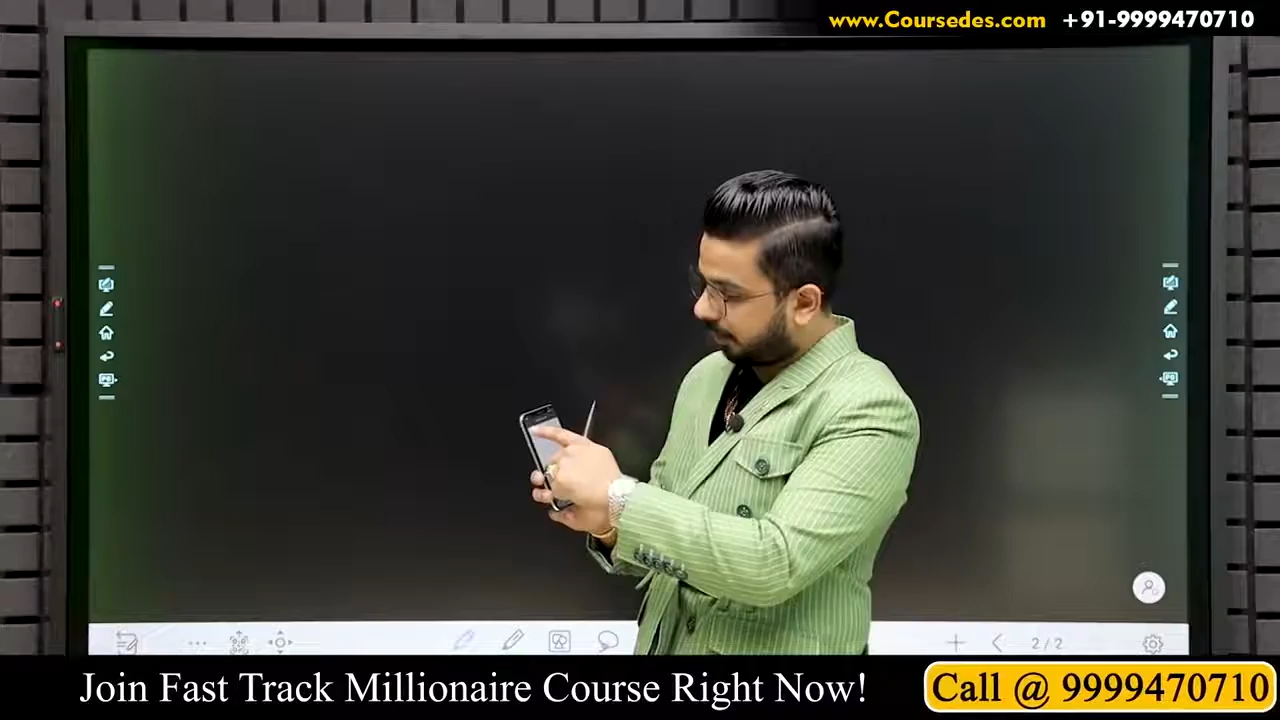 www.Coursedes.com +91-9999470710
2/2
Join Fast Track Millionaire Course Right Now!
Call @ 9999470710